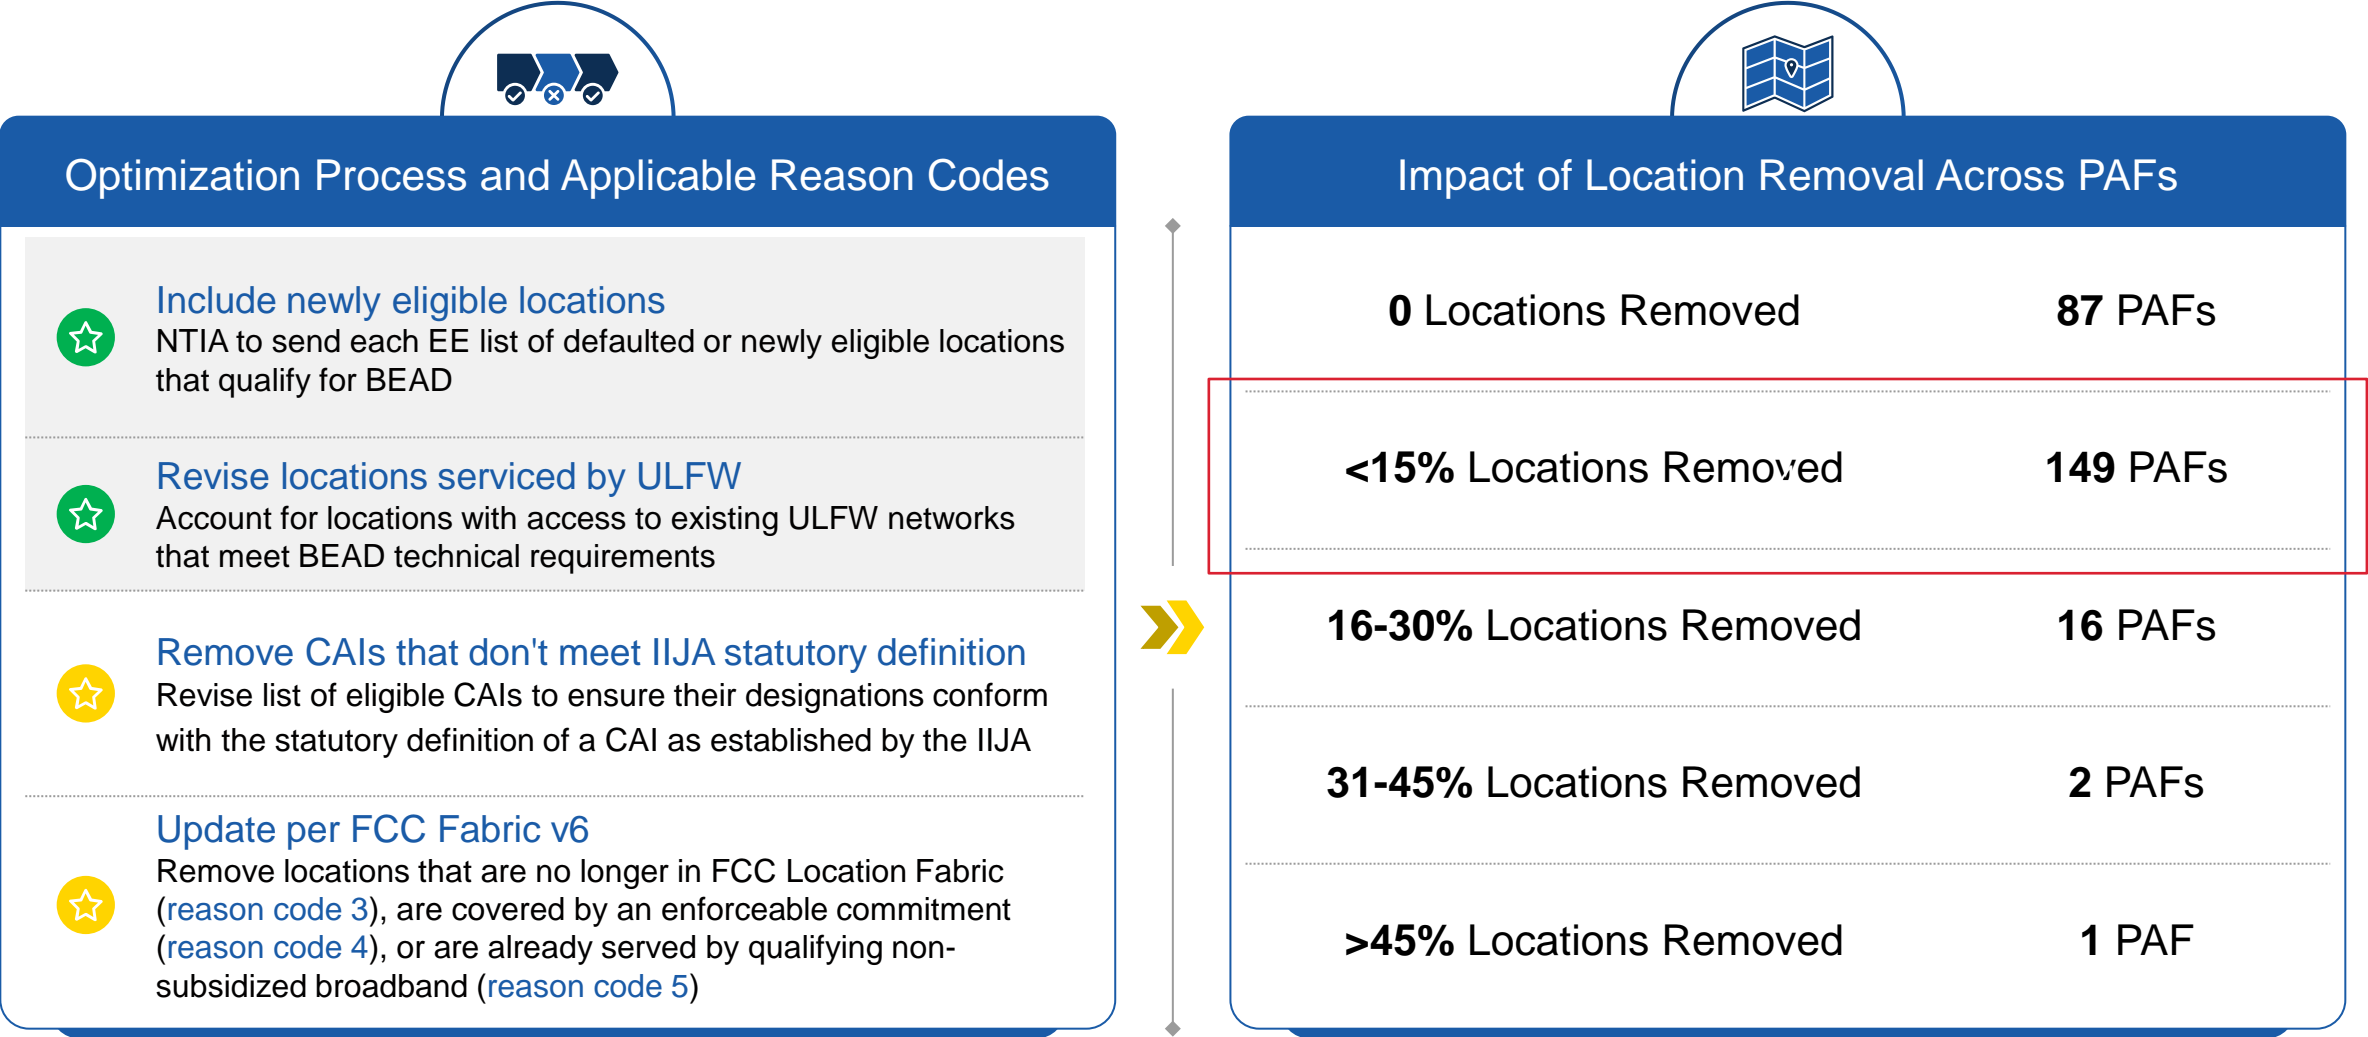 Optimization Process and Applicable Reason Codes
Include newly eligible locations
NTIA to send each EE list of defaulted or newly eligible locations
that qualify for BEAD
Revise locations serviced by ULFW
Account for locations with access to existing ULFW networks
that meet BEAD technical requirements
Remove CAIs that don't meet IIJA statutory definition
Revise list of eligible CAIs to ensure their designations conform
with the statutory definition of a CAI as established by the IIJA
Update per FCC Fabric v6
Remove locations that are no longer in FCC Location Fabric
(reason code 3), are covered by an enforceable commitment
(reason code 4), or are already served by qualifying non-
subsidized broadband (reason code 5)
Impact of Location Removal Across PAFs
0 Locations Removed 87 PAFs
<15% Locations Removed 149 PAFs
16-30% Locations Removed 16 PAFs
31-45% Locations Removed 2 PAFs
>45% Locations Removed 1 PAF